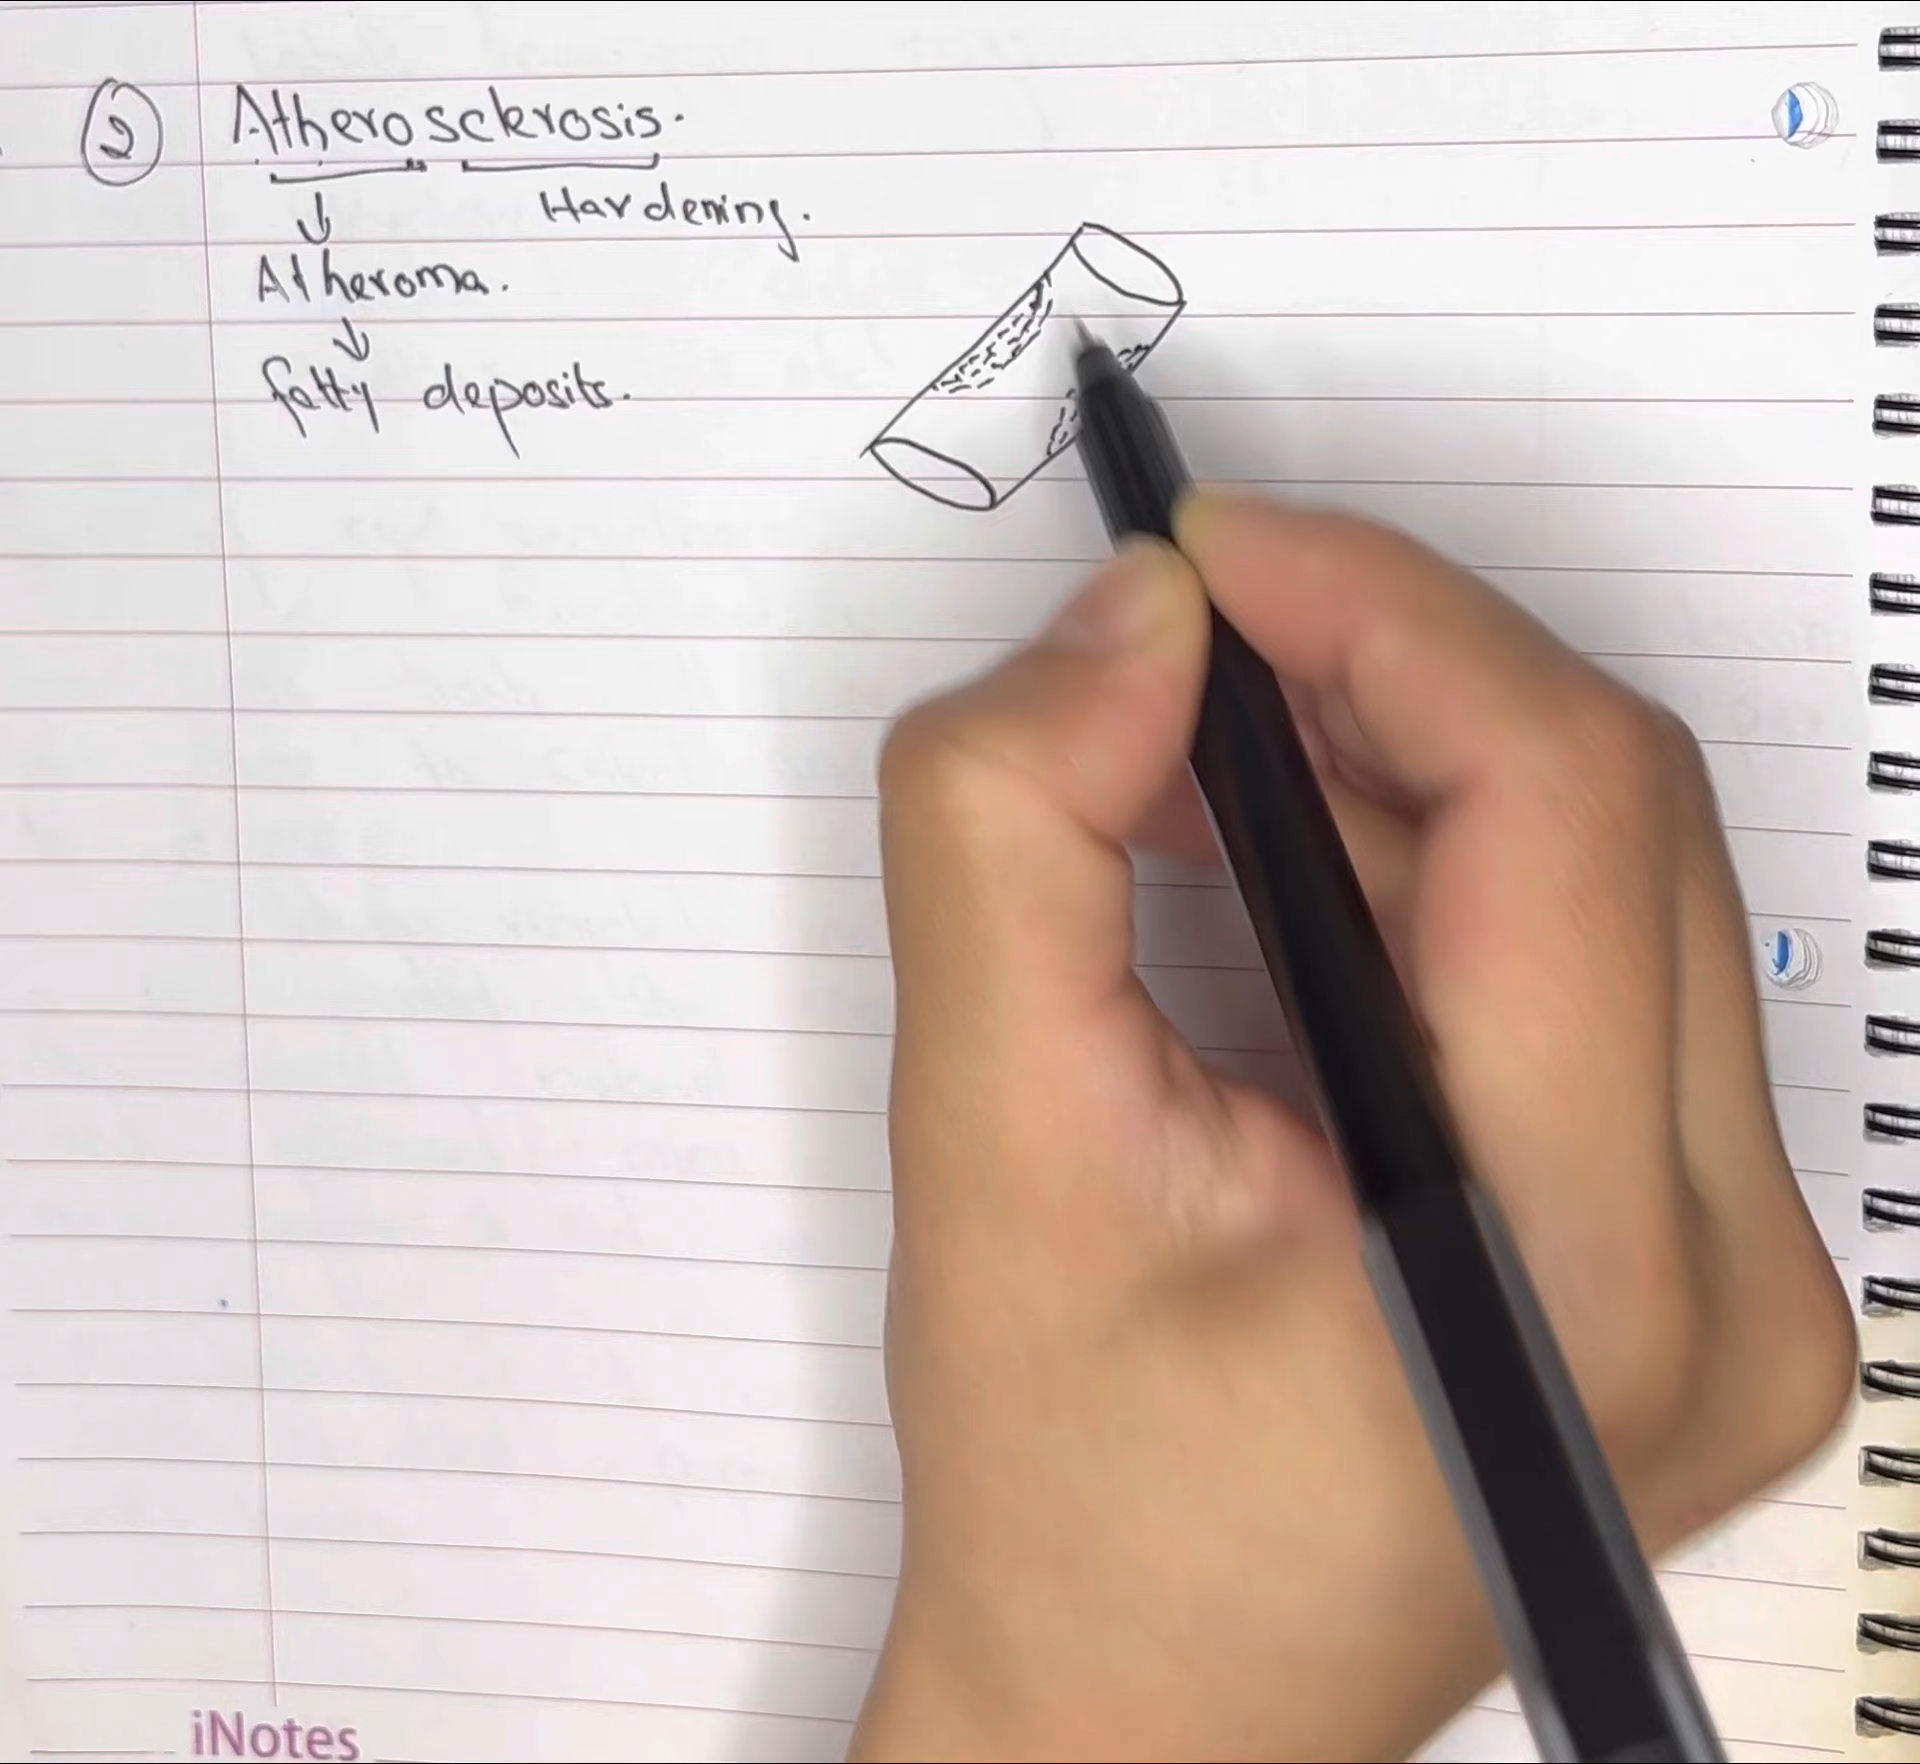 2 Atherosclerosis.
Hardening.
Atheroma.
fatty deposits.
iNotes